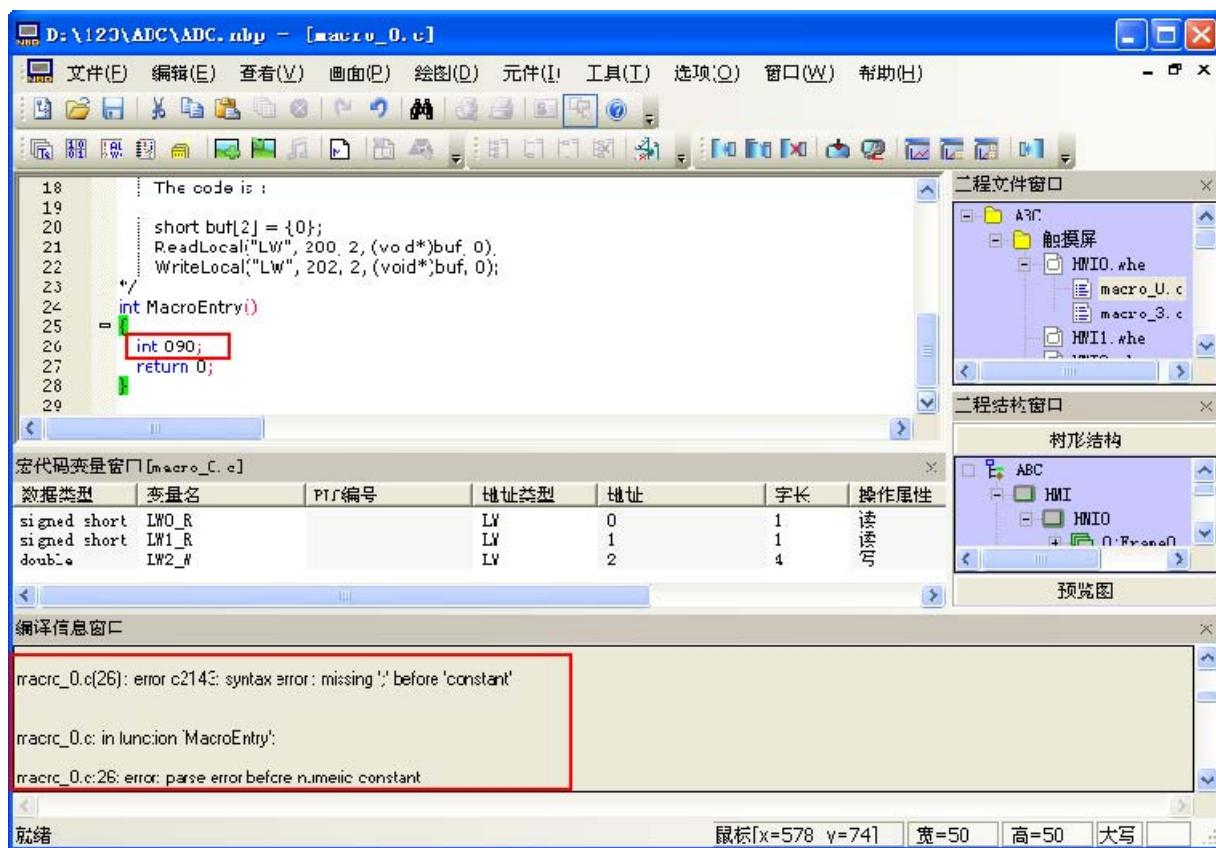 D:\123\ABC\ABC.nbp - [macro_0.c]
文件(F) 编辑(E) 查看(V) 画面(P) 绘图(D) 元件(I) 工具(T) 选项(O) 窗口(W) 帮助(H)
18 The code is :
19
20 short buf[2] = {0};
21 ReadLocal("LW", 200, 2, (void*)buf, 0);
22 WriteLocal("LW", 202, 2, (void*)buf, 0);
23 */
24 int MacroEntry()
25 {
26 int 090;
27 return 0;
28 }
29
工程文件窗口
ABC
触摸屏
HMI0.whe
macro_0.c
macro_3.c
HMI1.whe
工程结构窗口
树形结构
ABC
HMI
HMI0
0:Frame0
预览图
宏代码变量窗口[macro_0.c]
数据类型 变量名 PLC编号 地址类型 地址 字长 操作属性
signed short LW0_R LW 0 1 读
signed short LW1_R LW 1 1 读
double LW2_W LW 2 4 写
编译信息窗口
macro_0.c(26) : error c2143: syntax error : missing ';' before 'constant'
macro_0.c: in function `MacroEntry':
macro_0.c:26: error: parse error before numeric constant
就绪 鼠标[x=578 y=74] 宽=50 高=50 大写